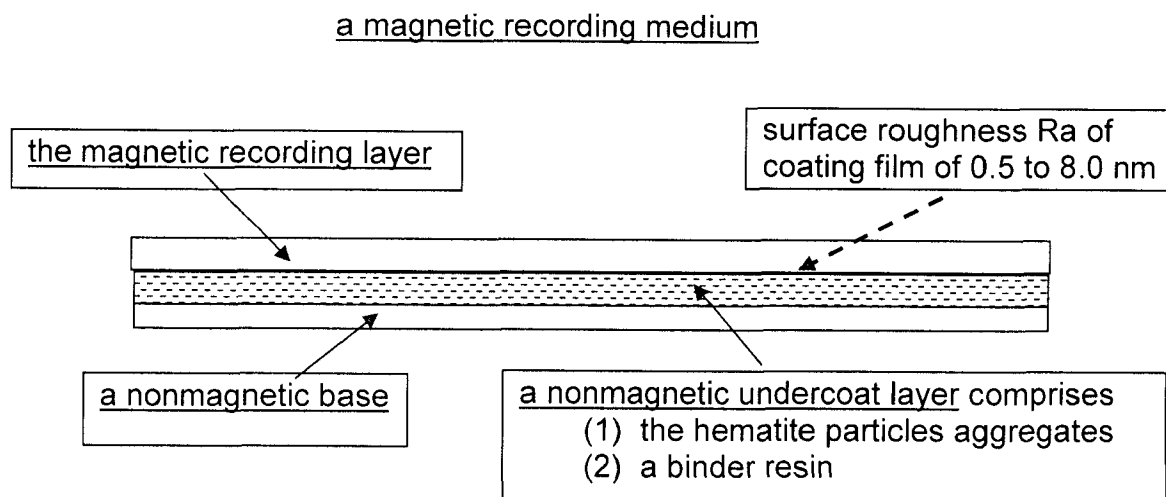 a magnetic recording medium
the magnetic recording layer
surface roughness Ra of
coating film of 0.5 to 8.0 nm
a nonmagnetic base
a nonmagnetic undercoat layer comprises
(1) the hematite particles aggregates
(2) a binder resin